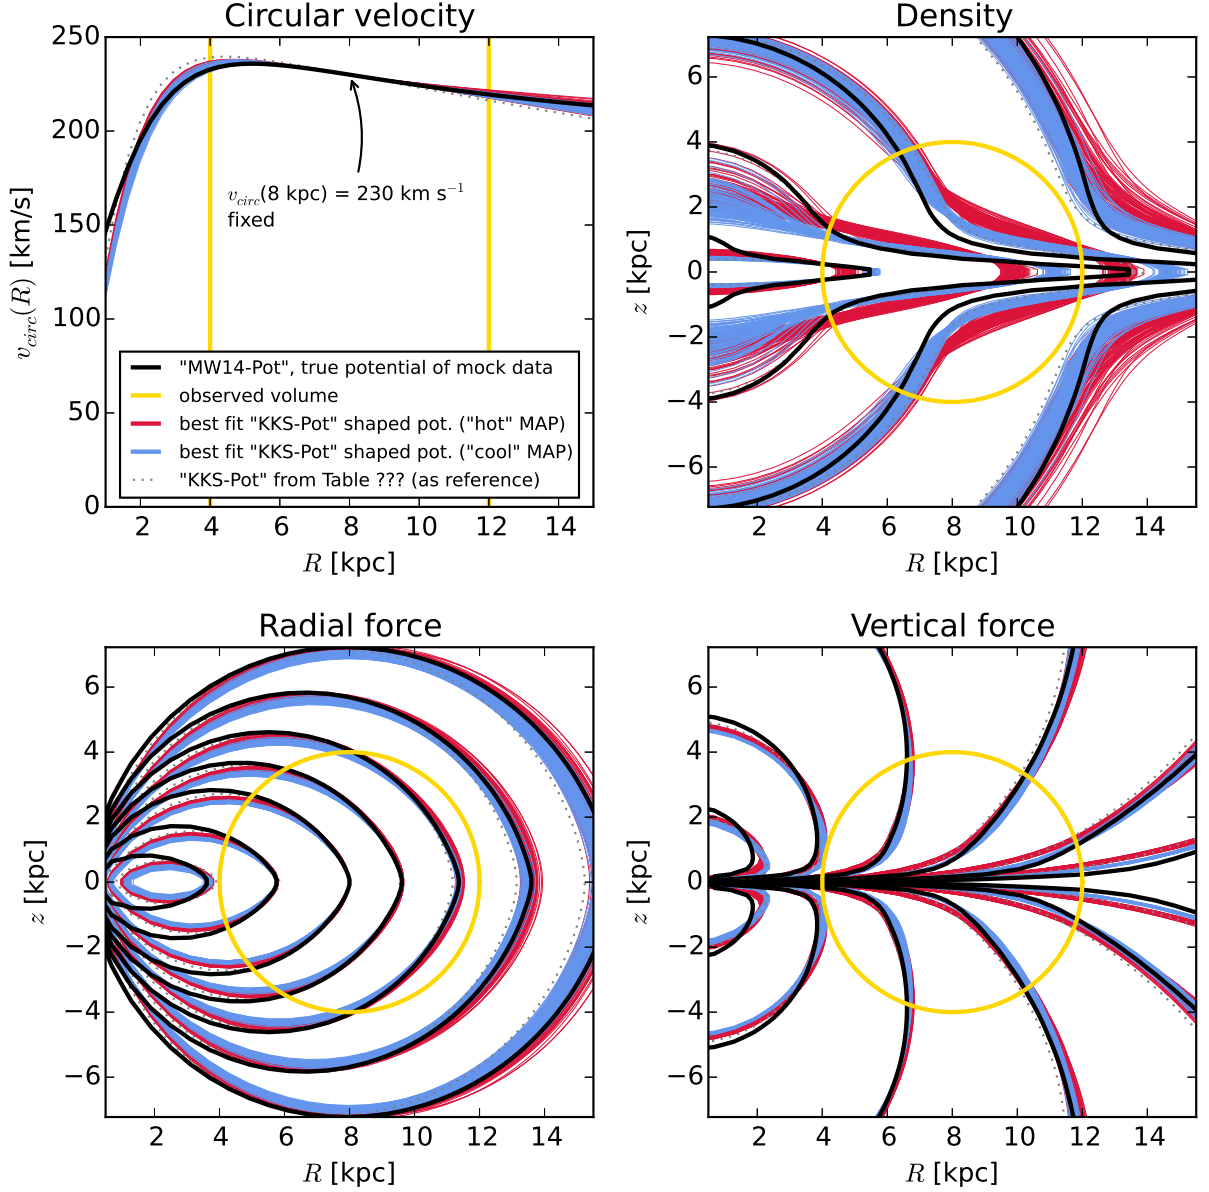 Circular velocity
250
200
150
100
50
0
v_circ(R) [km/s]
v_circ(8 kpc) = 230 km s⁻¹
fixed
"MW14-Pot", true potential of mock data
observed volume
best fit "KKS-Pot" shaped pot. ("hot" MAP)
best fit "KKS-Pot" shaped pot. ("cool" MAP)
"KKS-Pot" from Table ??? (as reference)
2 4 6 8 10 12 14
R [kpc]
Density
6
4
2
0
−2
−4
−6
z [kpc]
2 4 6 8 10 12 14
R [kpc]
Radial force
6
4
2
0
−2
−4
−6
z [kpc]
2 4 6 8 10 12 14
R [kpc]
Vertical force
6
4
2
0
−2
−4
−6
z [kpc]
2 4 6 8 10 12 14
R [kpc]